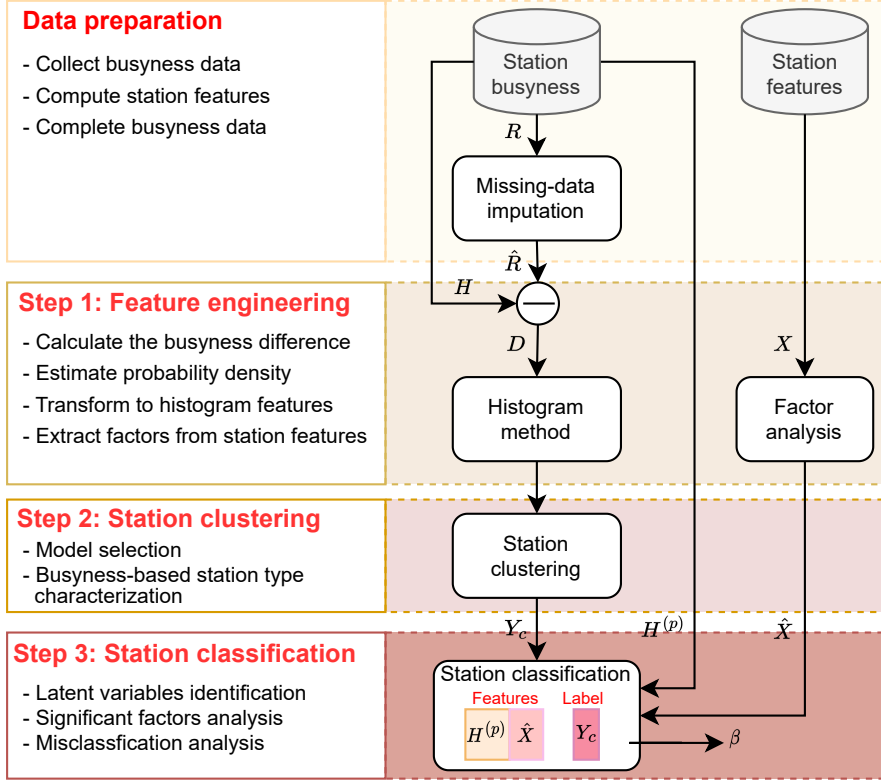 Data preparation
- Collect busyness data
- Compute station features
- Complete busyness data
Station
busyness
Station
features
R
Missing-data
imputation
R̂
H
Step 1: Feature engineering
- Calculate the busyness difference
- Estimate probability density
- Transform to histogram features
- Extract factors from station features
D
X
Histogram
method
Factor
analysis
Step 2: Station clustering
- Model selection
- Busyness-based station type
characterization
Station
clustering
Y_c
H^(p)
X̂
Step 3: Station classification
- Latent variables identification
- Significant factors analysis
- Misclassfication analysis
Station classification
Features Label
H^(p) X̂ Y_c
β